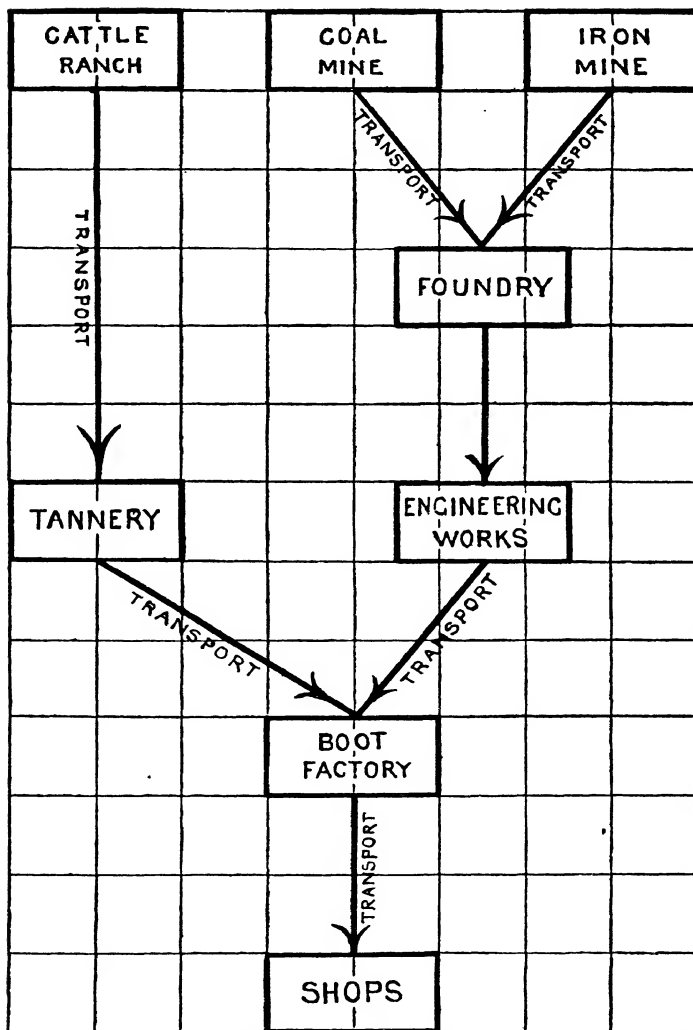 CATTLE
RANCH
COAL
MINE
IRON
MINE
TRANSPORT
TRANSPORT
TRANSPORT
FOUNDRY
TANNERY
ENGINEERING
WORKS
TRANSPORT
TRANSPORT
BOOT
FACTORY
TRANSPORT
SHOPS